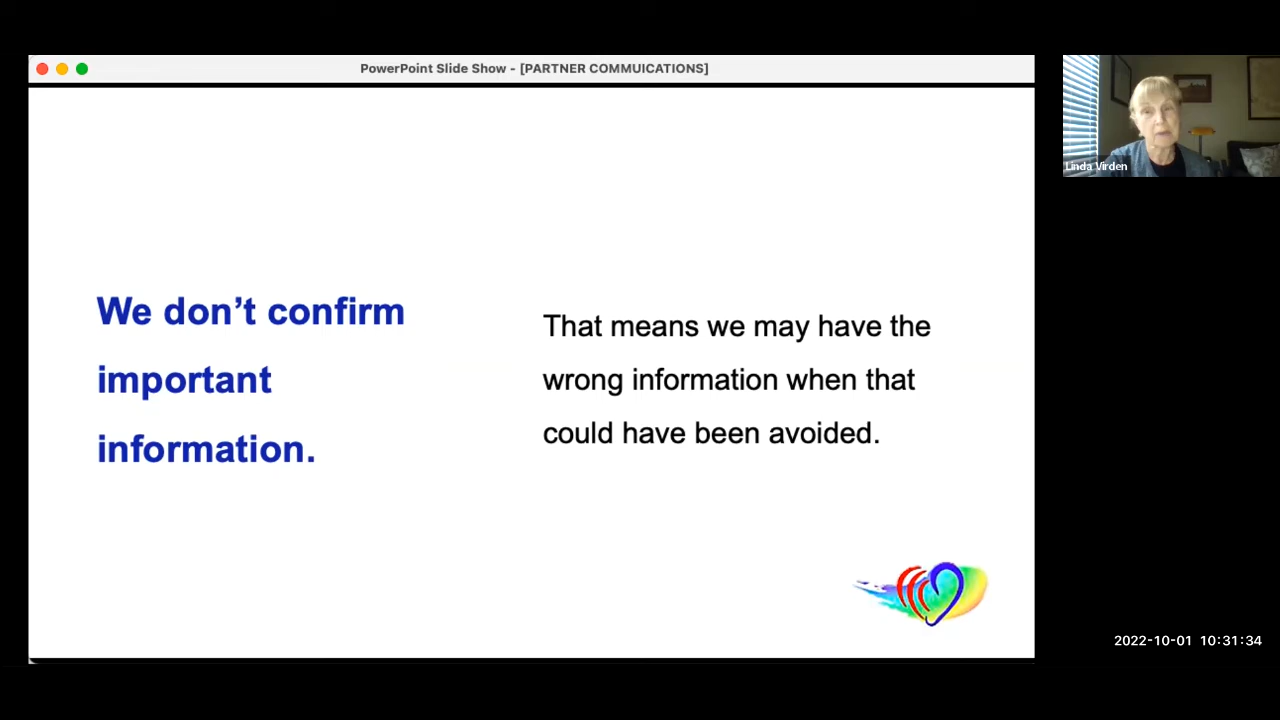 PowerPoint Slide Show - [PARTNER COMMUICATIONS]
We don’t confirm
important
information.
That means we may have the
wrong information when that
could have been avoided.
Linda Virden
2022-10-01 10:31:34